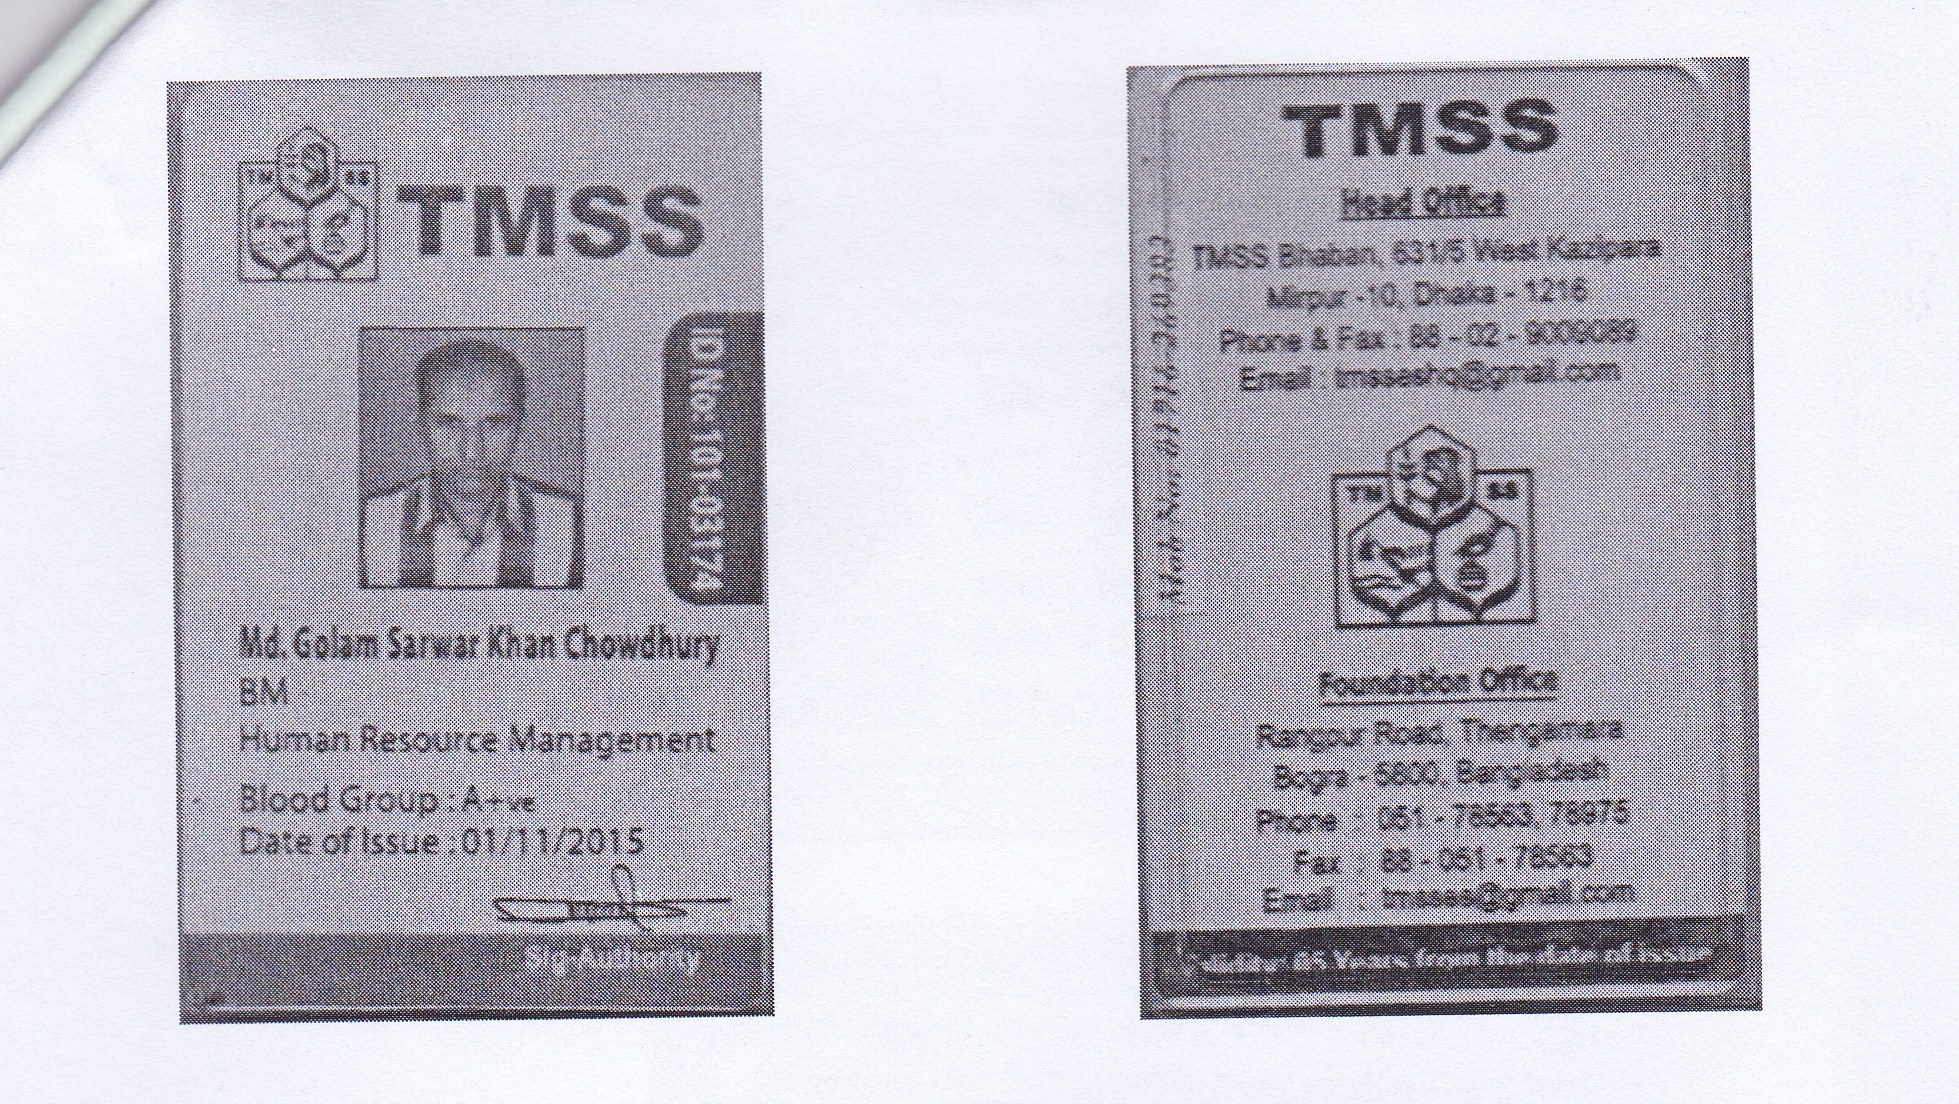 TM SS
TMSS
ID No: 101-031774
Md. Golam Sarwar Khan Chowdhury
BM
Human Resource Management
Blood Group : A+ve
Date of Issue : 01/11/2015
Sig-Authority
TMSS
Head Office
TMSS Bhaban, 631/5 West Kazipara
Mirpur -10, Dhaka - 1216
Phone & Fax : 88 - 02 - 9009089
Email : tmsseshq@gmail.com
Mob No:
TM SS
Foundation Office
Rangpur Road, Thengamara
Bogra - 5800, Bangladesh
Phone : 051 - 78563, 78975
Fax : 88 - 051 - 78563
Email : tmsses@gmail.com
Validity: 05 Years from the date of issue